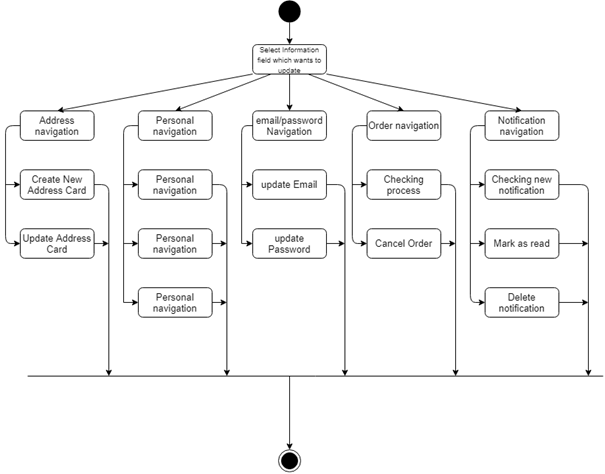 Select Information
field which wants to
update
Address
navigation
Personal
navigation
email/password
Navigation
Order navigation
Notification
navigation
Create New
Address Card
Personal
navigation
update Email
Checking
process
Checking new
notification
Update Address
Card
Personal
navigation
update
Password
Cancel Order
Mark as read
Personal
navigation
Delete
notification